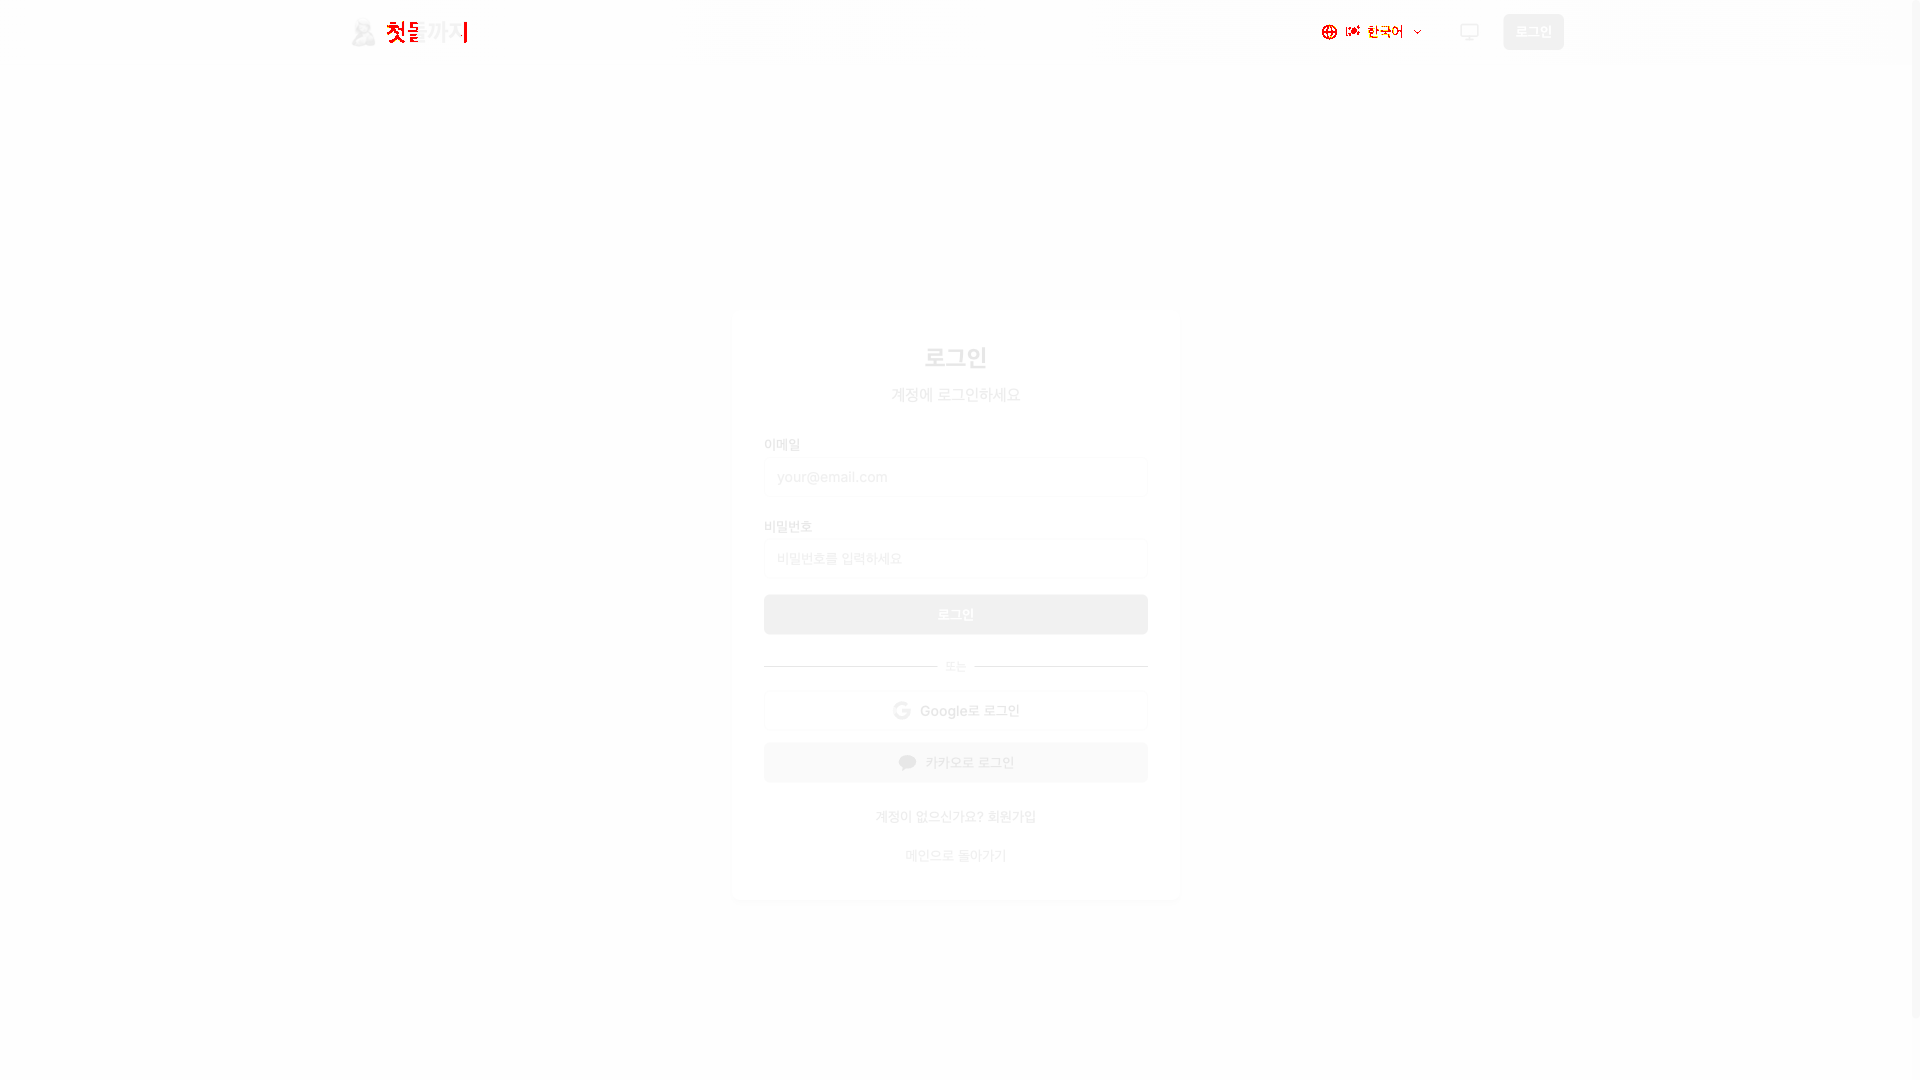 첫돌까지
한국어
로그인
로그인
계정에 로그인하세요
이메일
your@email.com
비밀번호
비밀번호를 입력하세요
로그인
또는
Google로 로그인
카카오로 로그인
계정이 없으신가요? 회원가입
메인으로 돌아가기